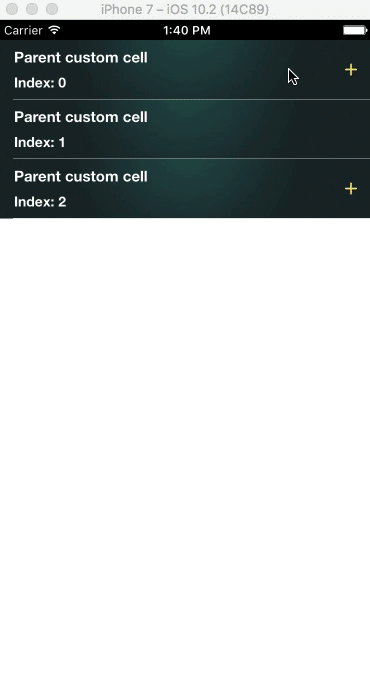 iPhone 7 – iOS 10.2 (14C89)
Carrier 1:40 PM
Parent custom cell
Index: 0
Parent custom cell
Index: 1
Parent custom cell
Index: 2